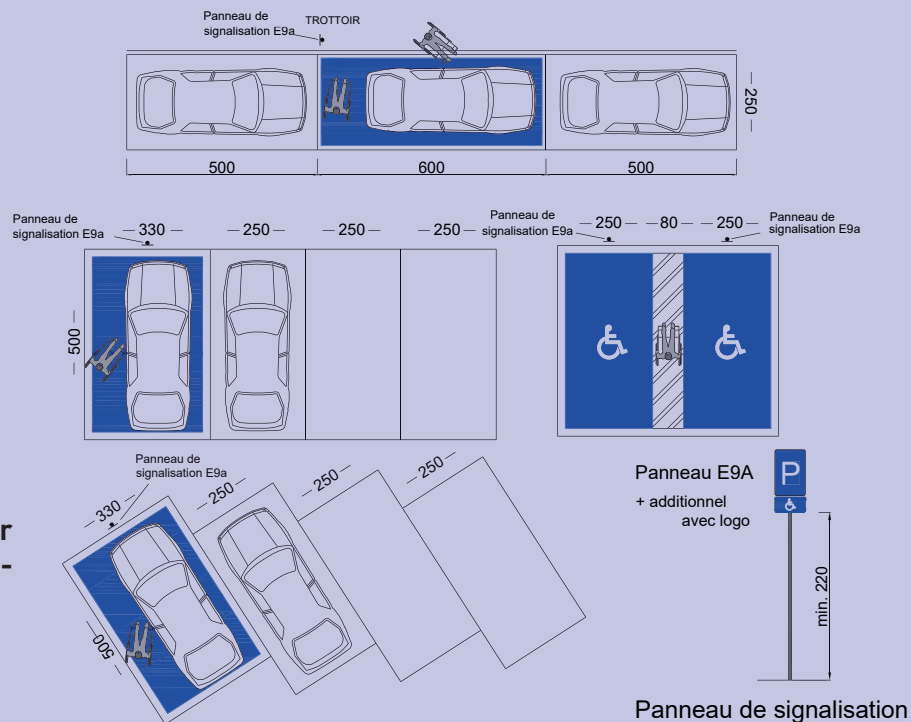 Panneau de
signalisation E9a
TROTTOIR
250
500
600
500
Panneau de
signalisation E9a
330
250
250
250
500
Panneau de
signalisation E9a
250
80
250
Panneau de
signalisation E9a
Panneau de
signalisation E9a
330
250
250
250
500
r
-
Panneau E9A
+ additionnel
avec logo
P
min. 220
Panneau de signalisation